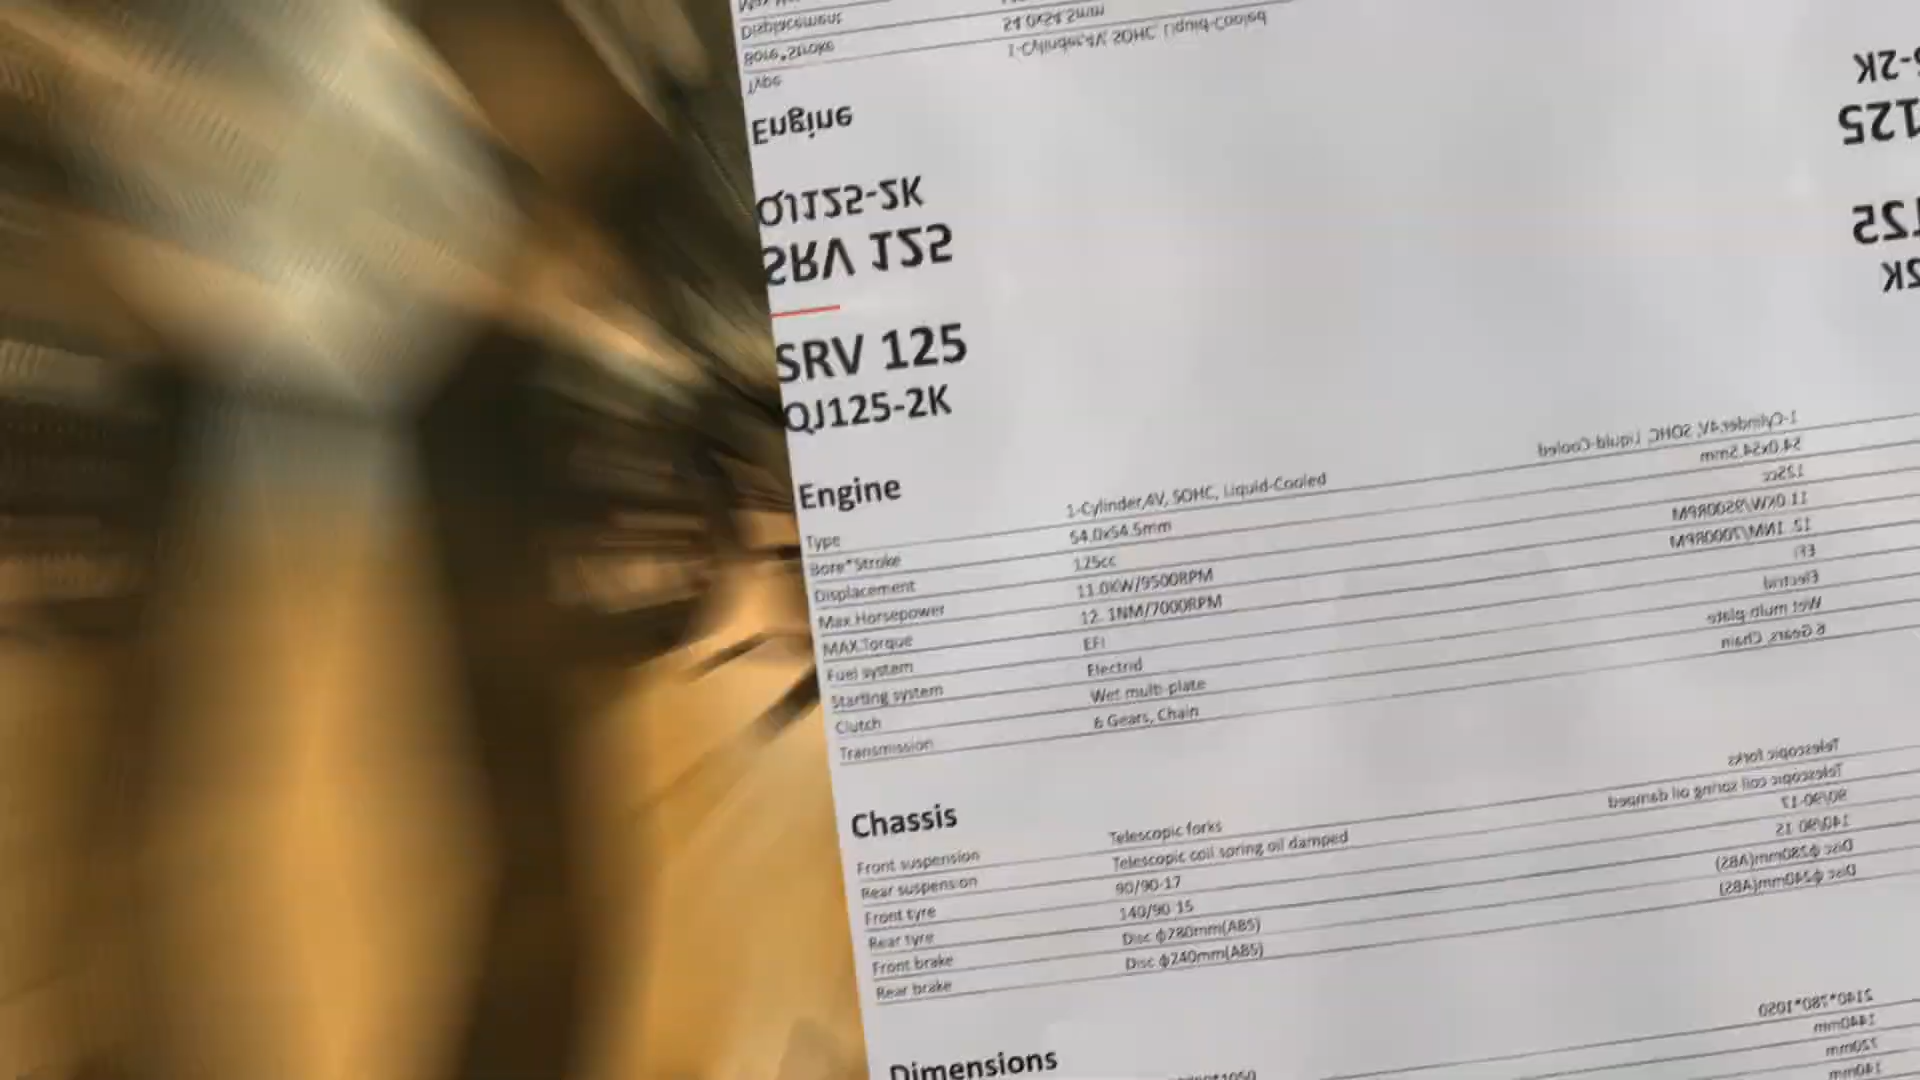 SRV 125
QJ125-2K
Engine
Type 1-Cylinder,4V, SOHC, Liquid-Cooled
Bore*Stroke 54.0x54.5mm
Displacement 125cc
Max.Horsepower 11.0KW/9500RPM
MAX.Torque 12. 1NM/7000RPM
Fuel system EFI
Starting system Electrid
Clutch Wet multi-plate
Transmission 6 Gears, Chain
Chassis
Front suspension Telescopic forks
Rear suspension Telescopic coil spring oil damped
Front tyre 90/90-17
Rear tyre 140/90-15
Front brake Disc ф280mm(ABS)
Rear brake Disc ф240mm(ABS)
Dimensions